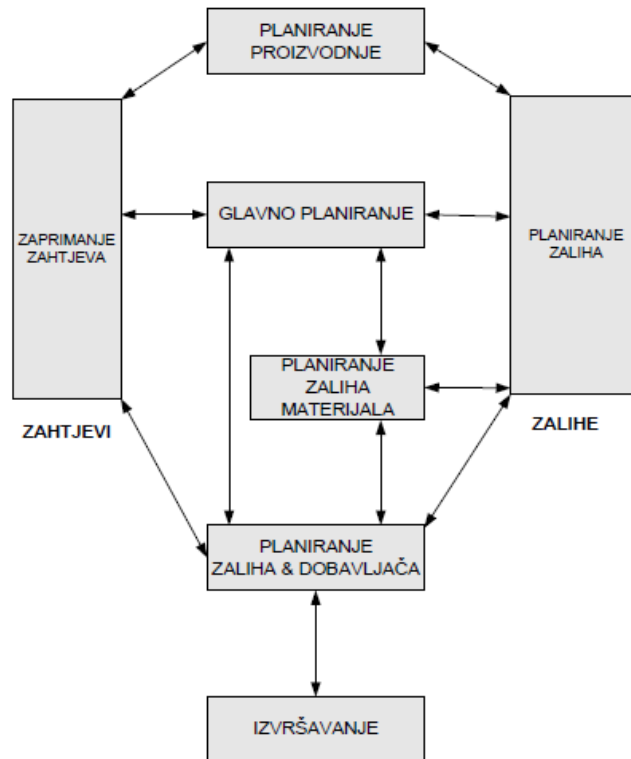 PLANIRANJE
PROIZVODNJE
ZAPRIMANJE
ZAHTJEVA
GLAVNO PLANIRANJE
PLANIRANJE
ZALIHA
PLANIRANJE
ZALIHA
MATERIJALA
ZAHTJEVI
ZALIHE
PLANIRANJE
ZALIHA & DOBAVLJAČA
IZVRŠAVANJE